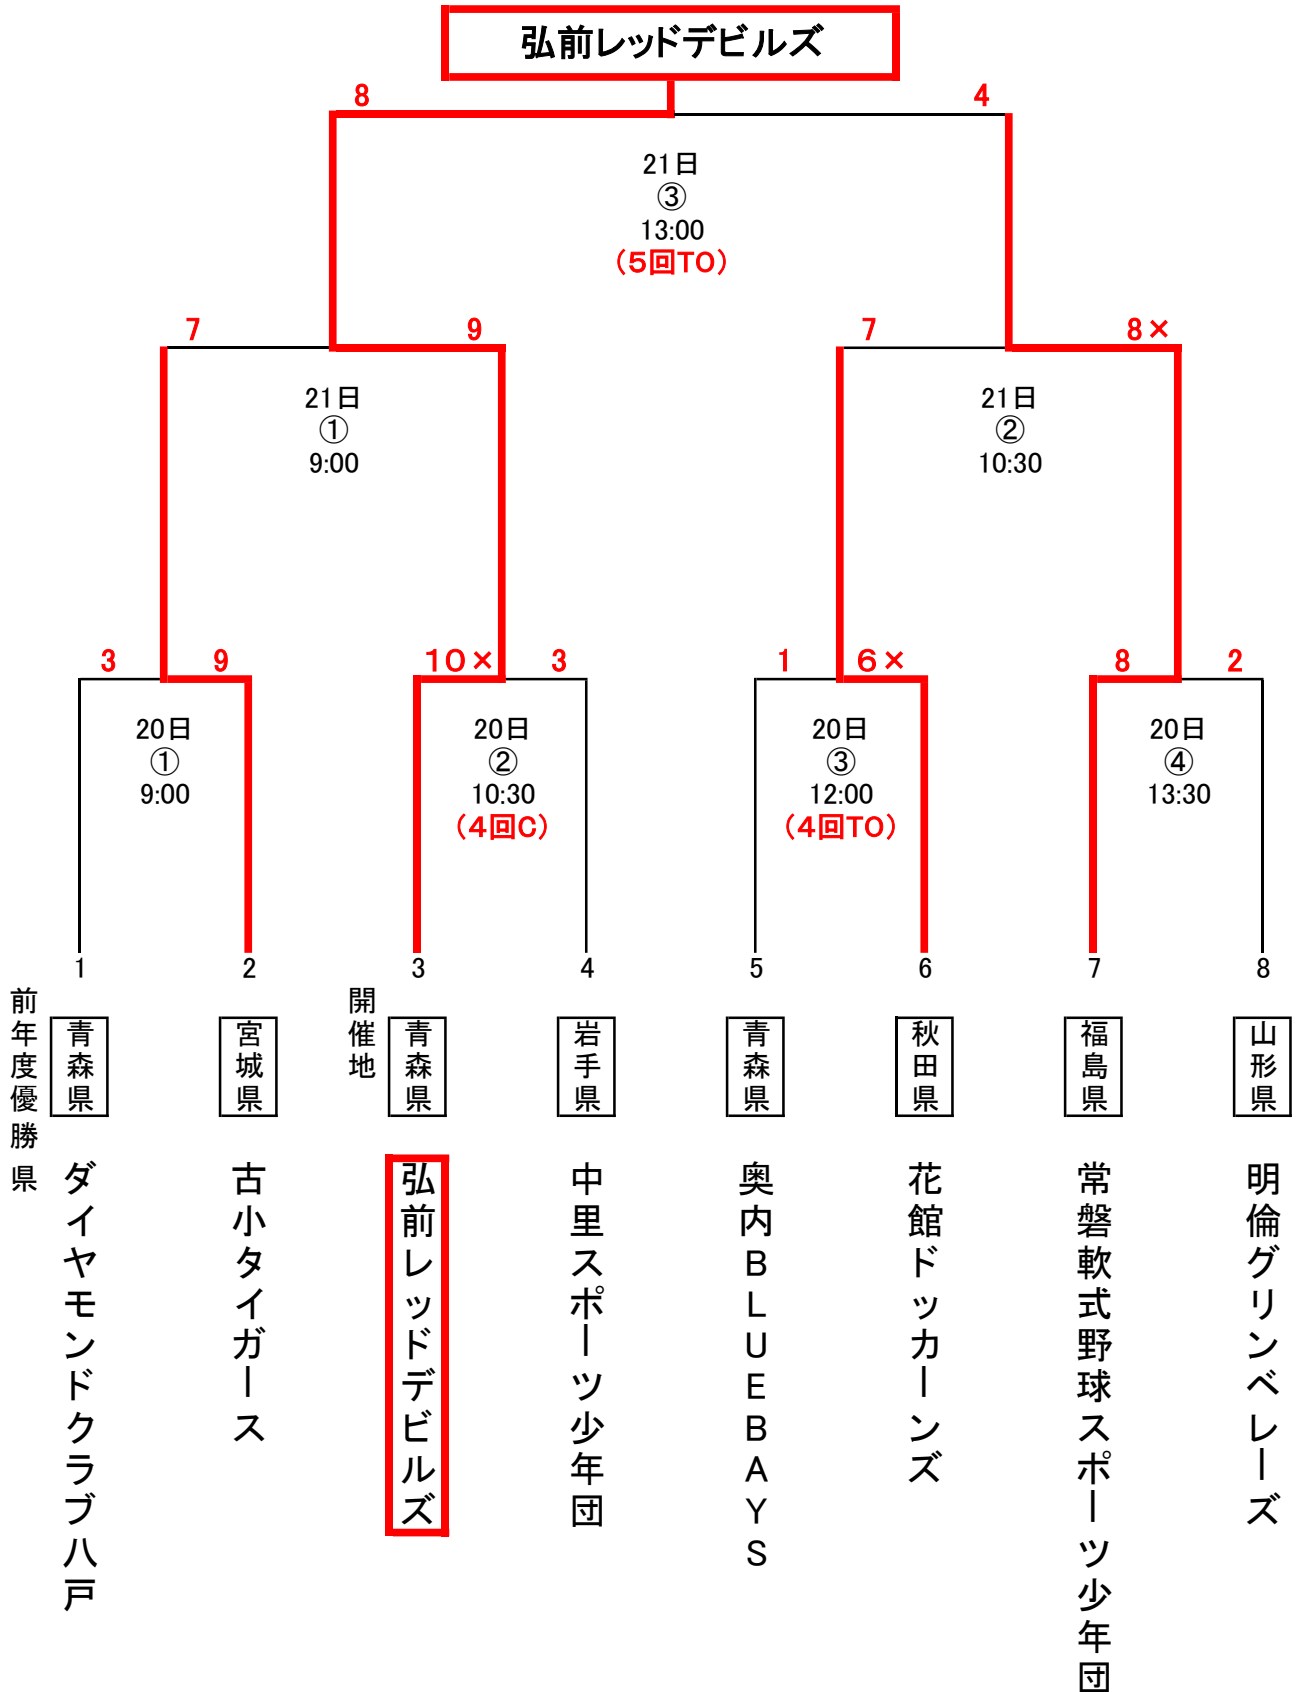 弘前レッドデビルズ
8 4
21日
③
13:00
(5回TO)
7 9 7 8×
21日 21日
① ②
9:00 10:30
3 9 10× 3 1 6× 8 2
20日 20日 20日 20日
① ② ③ ④
9:00 10:30 12:00 13:30
(4回C) (4回TO)
1 2 3 4 5 6 7 8
前年度優勝県
青森県
ダイヤモンドクラブ八戸
宮城県
古小タイガース
開催地
青森県
弘前レッドデビルズ
岩手県
中里スポーツ少年団
青森県
奥内BLUEBAYS
秋田県
花館ドッカーンズ
福島県
常磐軟式野球スポーツ少年団
山形県
明倫グリンベレーズ